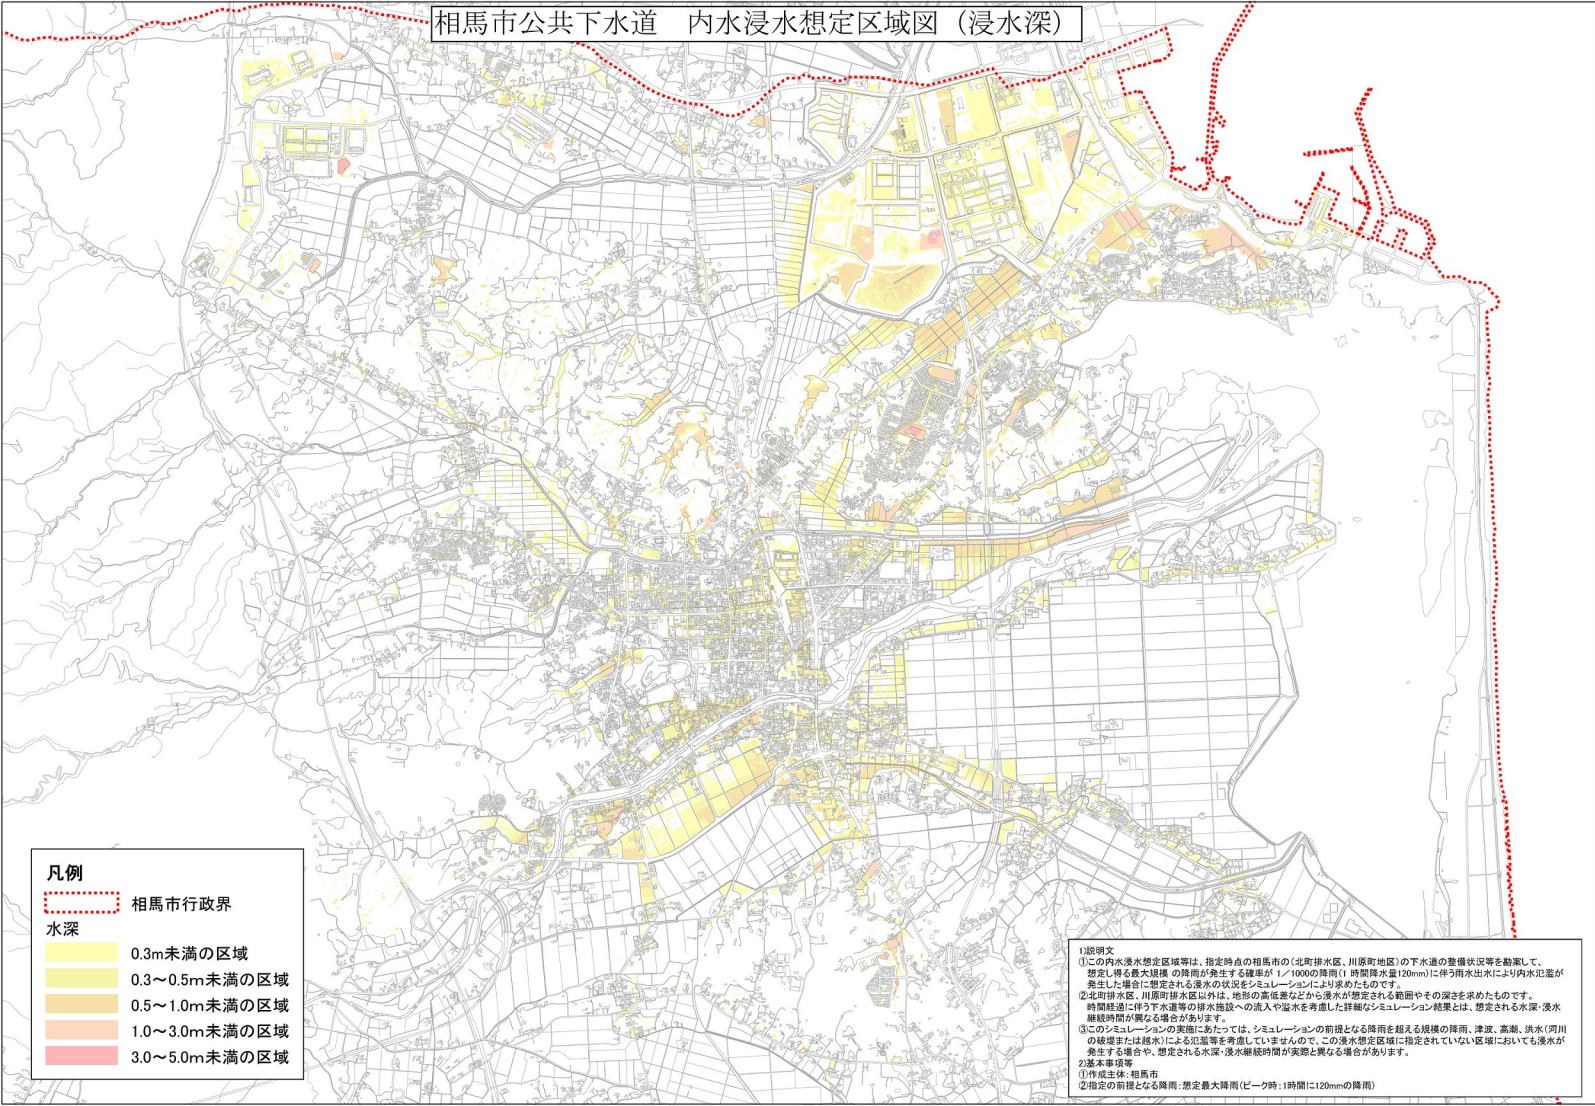 相馬市公共下水道　内水浸水想定区域図（浸水深）
凡例
相馬市行政界
水深
0.3m未満の区域
0.3～0.5m未満の区域
0.5～1.0m未満の区域
1.0～3.0m未満の区域
3.0～5.0m未満の区域
1)説明文
①この内水浸水想定区域等は、指定時点の相馬市の（北町排水区、川原町地区）の下水道の整備状況等を勘案して、
想定し得る最大規模 の降雨が発生する確率が 1／1000の降雨（1 時間降水量120mm）に伴う雨水出水により内水氾濫が
発生した場合に想定される浸水の状況をシミュレーションにより求めたものです。
②北町排水区、川原町排水区以外は、地形の高低差などから浸水が想定される範囲やその深さを求めたものです。
時間経過に伴う下水道等の排水施設への流入や溢水を考慮した詳細なシミュレーション結果とは、想定される水深・浸水
継続時間が異なる場合があります。
③このシミュレーションの実施にあたっては、シミュレーションの前提となる降雨を超える規模の降雨、津波、高潮、洪水（河川
の破堤または越水）による氾濫等を考慮していませんので、この浸水想定区域に指定されていない区域においても浸水が
発生する場合や、想定される水深・浸水継続時間が実際と異なる場合があります。
2)基本事項等
①作成主体：相馬市
②指定の前提となる降雨：想定最大降雨（ピーク時：1時間に120mmの降雨）